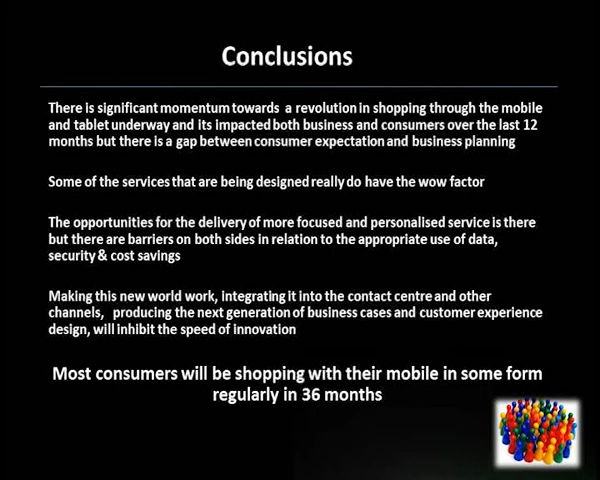 Conclusions
There is significant momentum towards a revolution in shopping through the mobile
and tablet underway and its impacted both business and consumers over the last 12
months but there is a gap between consumer expectation and business planning
Some of the services that are being designed really do have the wow factor
The opportunities for the delivery of more focused and personalised service is there
but there are barriers on both sides in relation to the appropriate use of data,
security & cost savings
Making this new world work, integrating it into the contact centre and other
channels, producing the next generation of business cases and customer experience
design, will inhibit the speed of innovation
Most consumers will be shopping with their mobile in some form
regularly in 36 months